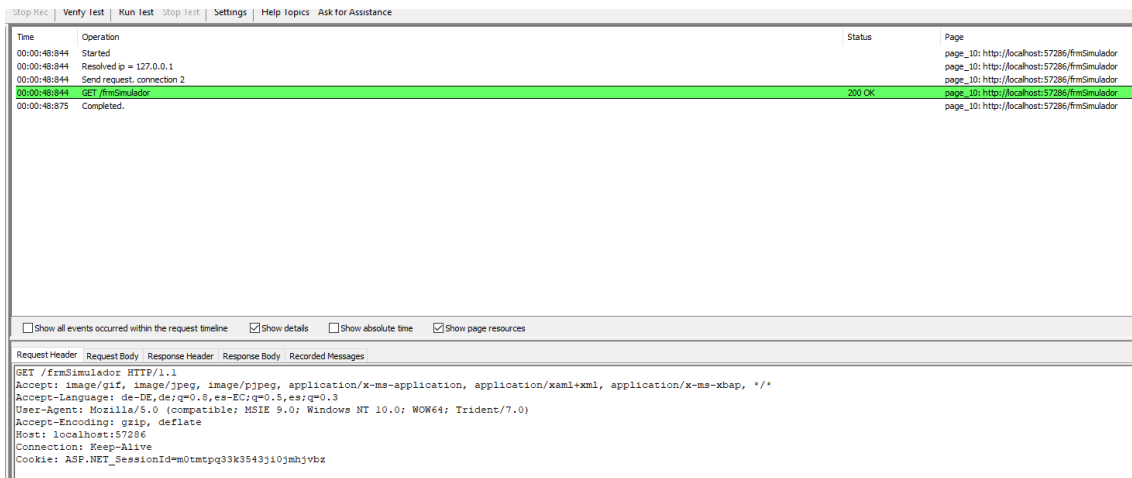 Stop Rec Verify Test Run Test Stop Test Settings Help Topics Ask for Assistance
Time Operation Status Page
00:00:48:844 Started page_10: http://localhost:57286/frmSimulador
00:00:48:844 Resolved ip = 127.0.0.1 page_10: http://localhost:57286/frmSimulador
00:00:48:844 Send request. connection 2 page_10: http://localhost:57286/frmSimulador
00:00:48:844 GET /frmSimulador 200 OK page_10: http://localhost:57286/frmSimulador
00:00:48:875 Completed. page_10: http://localhost:57286/frmSimulador
Show all events occurred within the request timeline Show details Show absolute time Show page resources
Request Header Request Body Response Header Response Body Recorded Messages
GET /frmSimulador HTTP/1.1
Accept: image/gif, image/jpeg, image/pjpeg, application/x-ms-application, application/xaml+xml, application/x-ms-xbap, */*
Accept-Language: de-DE,de;q=0.8,es-EC;q=0.5,es;q=0.3
User-Agent: Mozilla/5.0 (compatible; MSIE 9.0; Windows NT 10.0; WOW64; Trident/7.0)
Accept-Encoding: gzip, deflate
Host: localhost:57286
Connection: Keep-Alive
Cookie: ASP.NET_SessionId=m0tmtpq33k3543ji0jmhjvbz